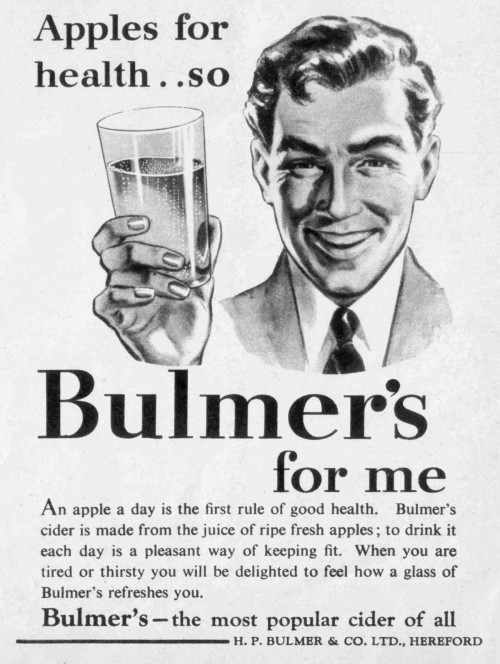 Apples for
health..so
Bulmer's
for me
An apple a day is the first rule of good health. Bulmer's
cider is made from the juice of ripe fresh apples; to drink it
each day is a pleasant way of keeping fit. When you are
tired or thirsty you will be delighted to feel how a glass of
Bulmer's refreshes you.
Bulmer's—the most popular cider of all
H. P. BULMER & CO. LTD., HEREFORD